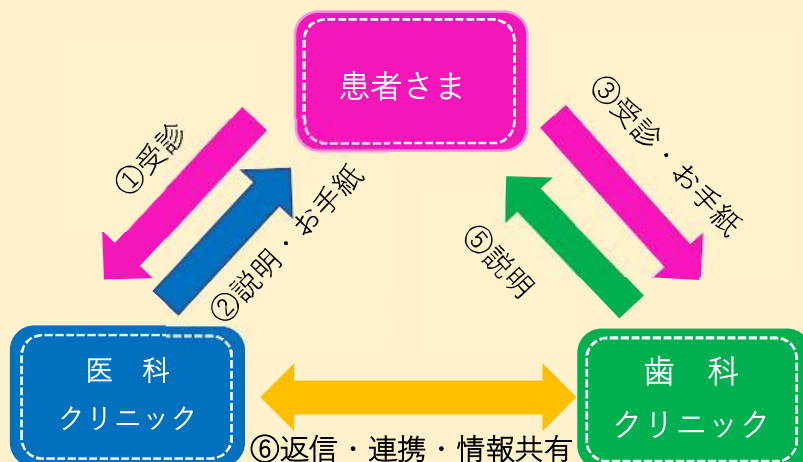 患者さま
①受診
②説明・お手紙
③受診・お手紙
⑤説明
医　科
クリニック
歯　科
クリニック
⑥返信・連携・情報共有